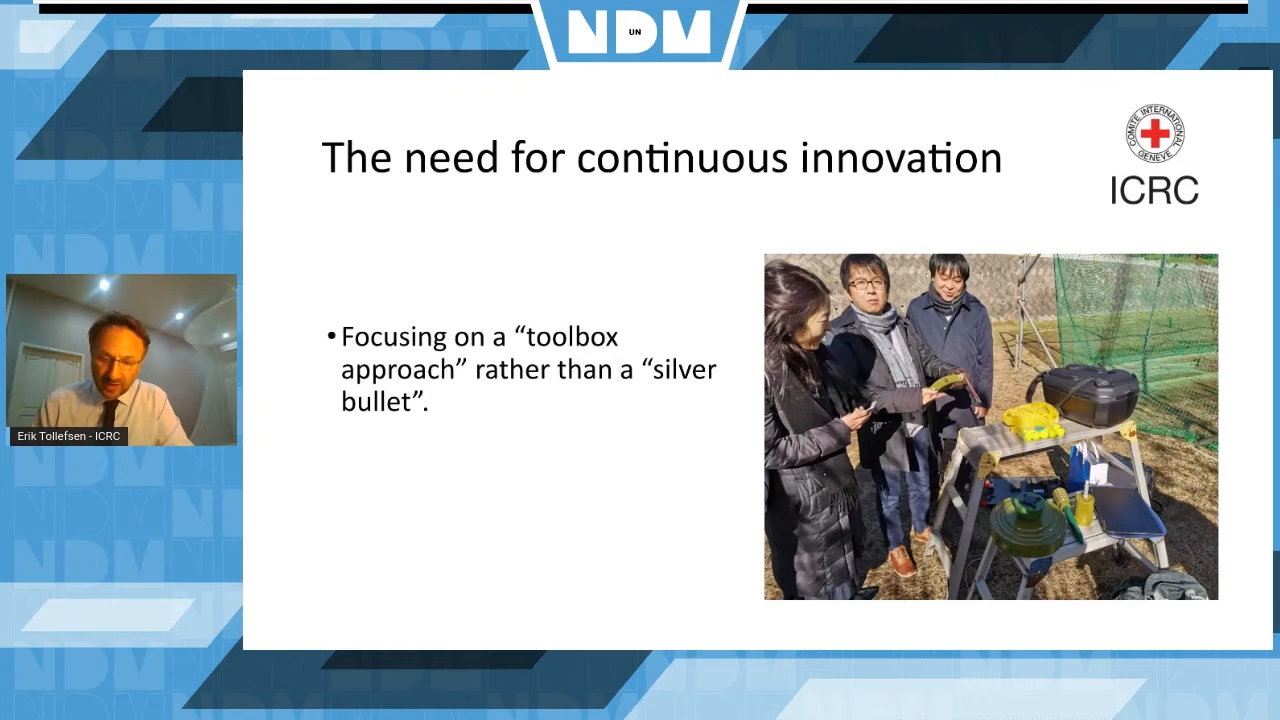 NDM
UN
COMITE INTERNATIONAL
GENEVE
ICRC
The need for continuous innovation
•Focusing on a “toolbox
approach” rather than a “silver
bullet”.
Erik Tollefsen - ICRC